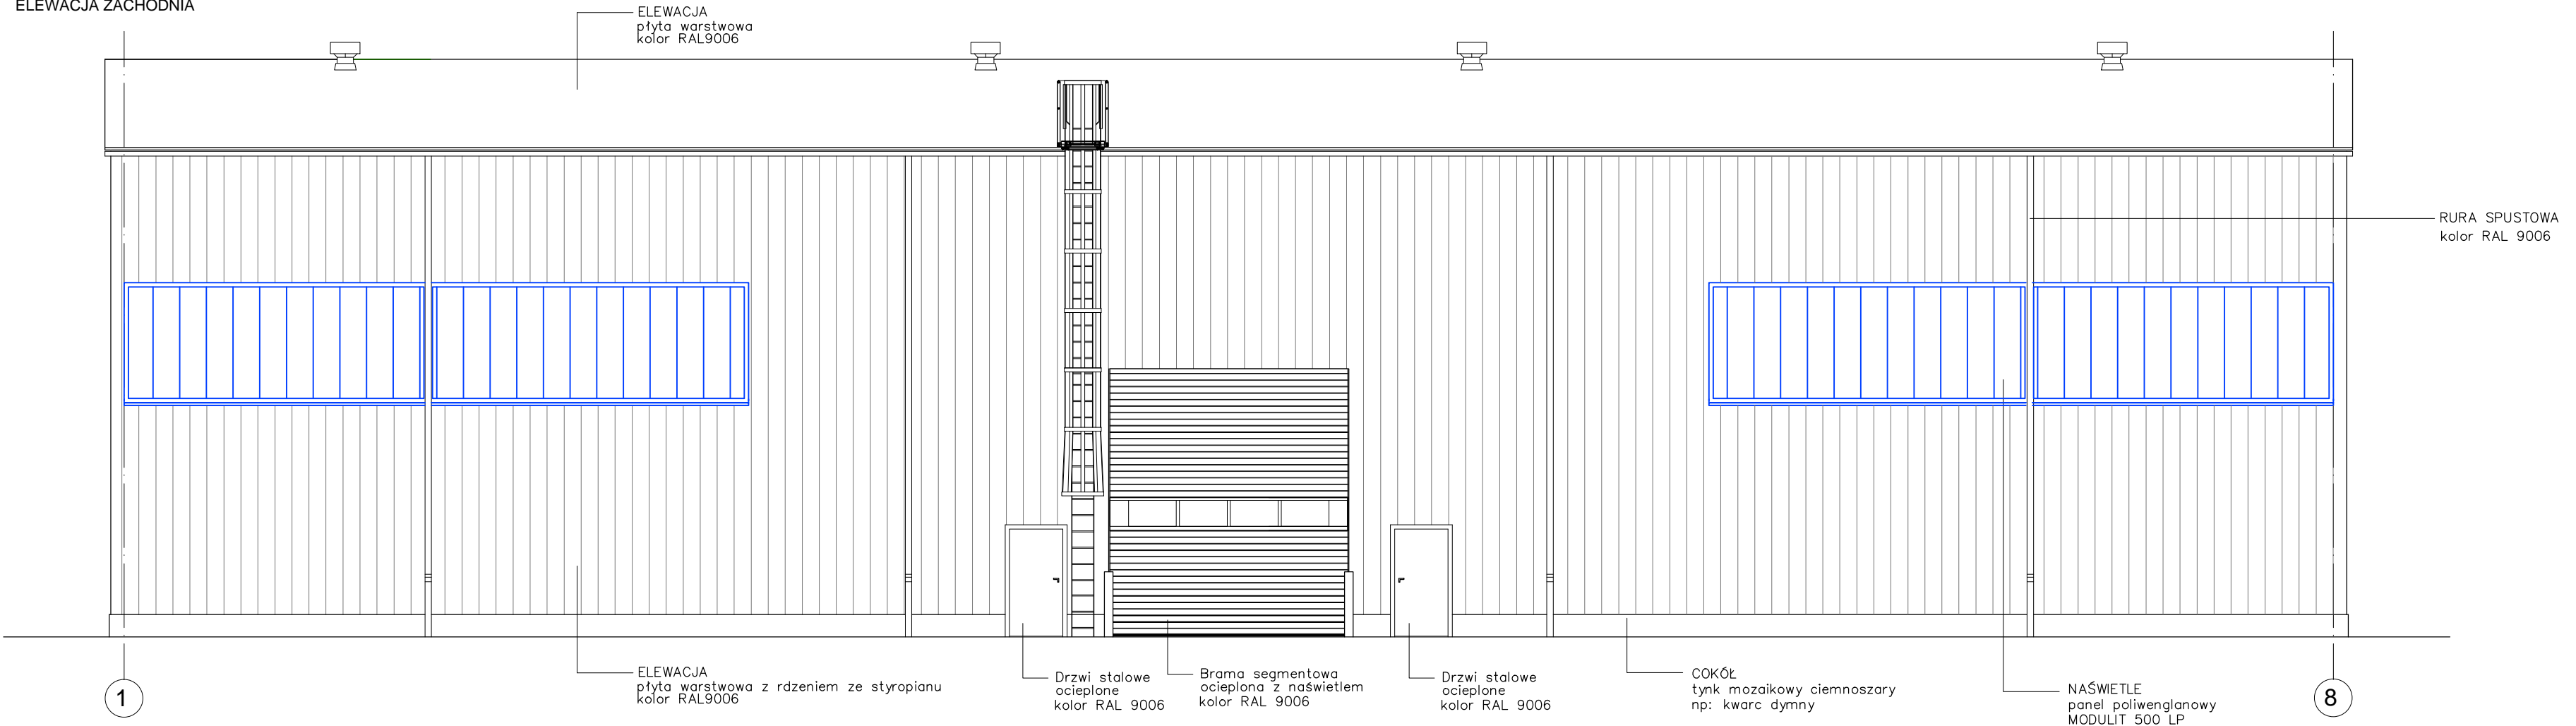 ELEWACJA ZACHODNIA
ELEWACJA
płyta warstwowa
kolor RAL9006
RURA SPUSTOWA
kolor RAL 9006
ELEWACJA
płyta warstwowa z rdzeniem ze styropianu
kolor RAL9006
Drzwi stalowe
ocieplone
kolor RAL 9006
Brama segmentowa
ocieplona z naświetlem
kolor RAL 9006
Drzwi stalowe
ocieplone
kolor RAL 9006
COKÓŁ
tynk mozaikowy ciemnoszary
np: kwarc dymny
NAŚWIETLE
panel poliwenglanowy
MODULIT 500 LP
1
8